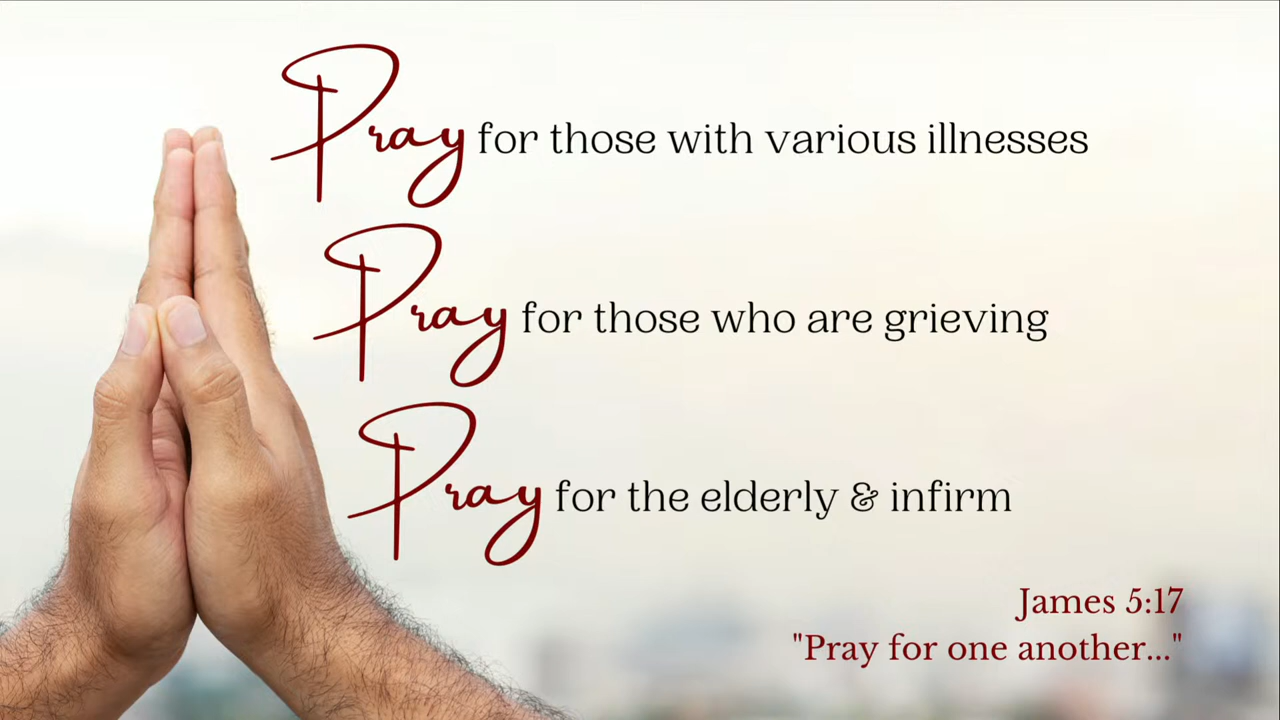 Pray for those with various illnesses
Pray for those who are grieving
Pray for the elderly & infirm
James 5:17
"Pray for one another..."